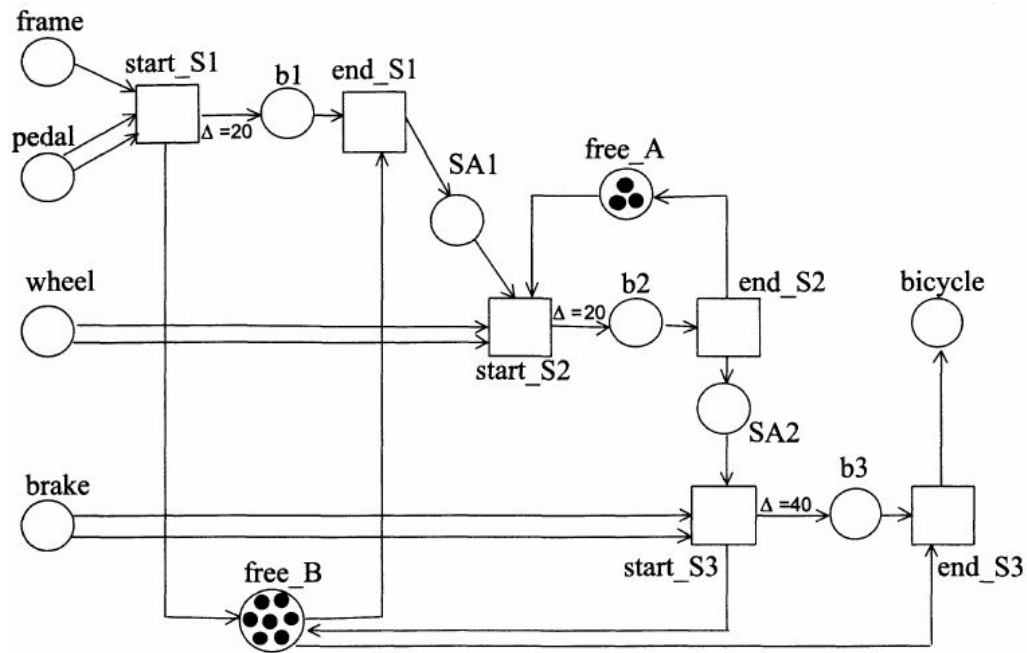 frame
start_S1
b1
end_S1
Δ=20
pedal
free_A
SA1
wheel
b2
end_S2
bicycle
Δ=20
start_S2
SA2
brake
b3
Δ=40
start_S3
end_S3
free_B